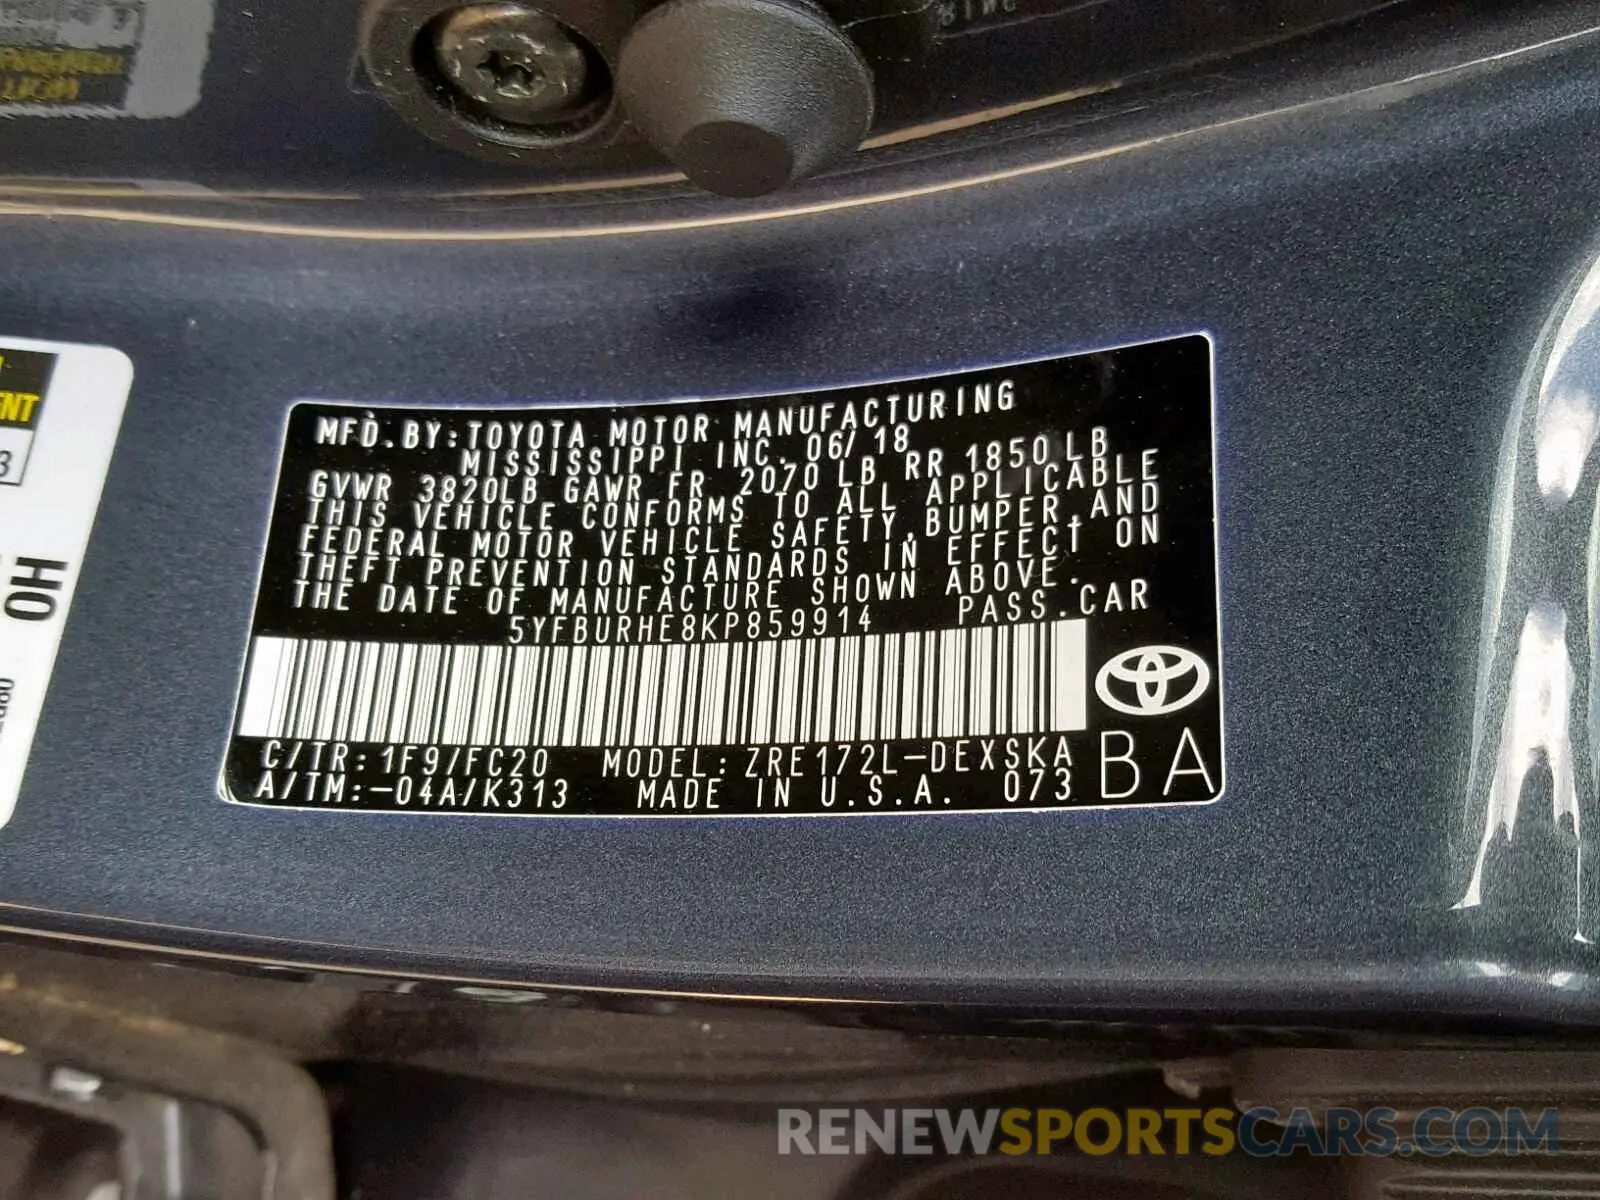 MFD.BY:TOYOTA MOTOR MANUFACTURING
MISSISSIPPI INC. 06/18
GVWR 3820LB GAWR FR 2070 LB RR 1850 LB
THIS VEHICLE CONFORMS TO ALL APPLICABLE
FEDERAL MOTOR VEHICLE SAFETY,BUMPER,AND
THEFT PREVENTION STANDARDS IN EFFECT ON
THE DATE OF MANUFACTURE SHOWN ABOVE.
5YFBURHE8KP859914 PASS.CAR
C/TR:1F9/FC20 MODEL:ZRE172L-DEXSKA
A/TM:-04A/K313 MADE IN U.S.A. 073
BA
OH
RENEWSPORTSCARS.COM